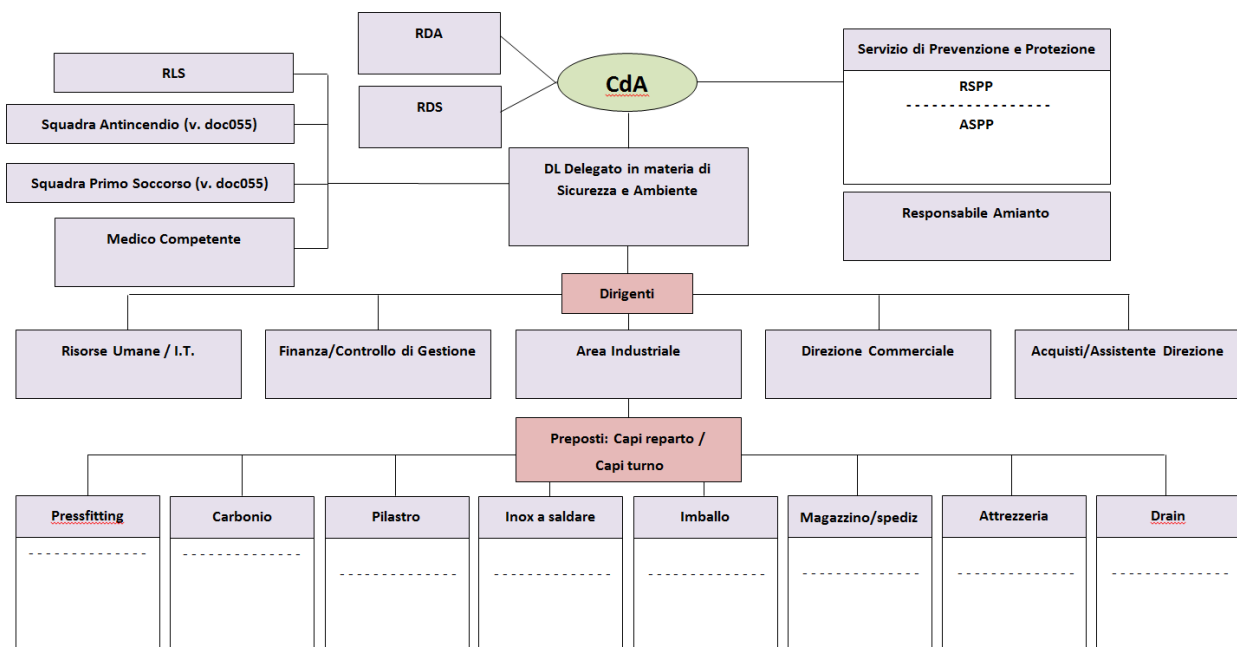 RDA
RDS
CdA
RLS
Squadra Antincendio (v. doc055)
Squadra Primo Soccorso (v. doc055)
Medico Competente
Servizio di Prevenzione e Protezione
RSPP
- - - - - - - - - - - - - - - - -
ASPP
Responsabile Amianto
DL Delegato in materia di
Sicurezza e Ambiente
Dirigenti
Risorse Umane / I.T.
Finanza/Controllo di Gestione
Area Industriale
Direzione Commerciale
Acquisti/Assistente Direzione
Preposti: Capi reparto /
Capi turno
Pressfitting
Carbonio
Pilastro
Inox a saldare
Imballo
Magazzino/spediz
Attrezzeria
Drain